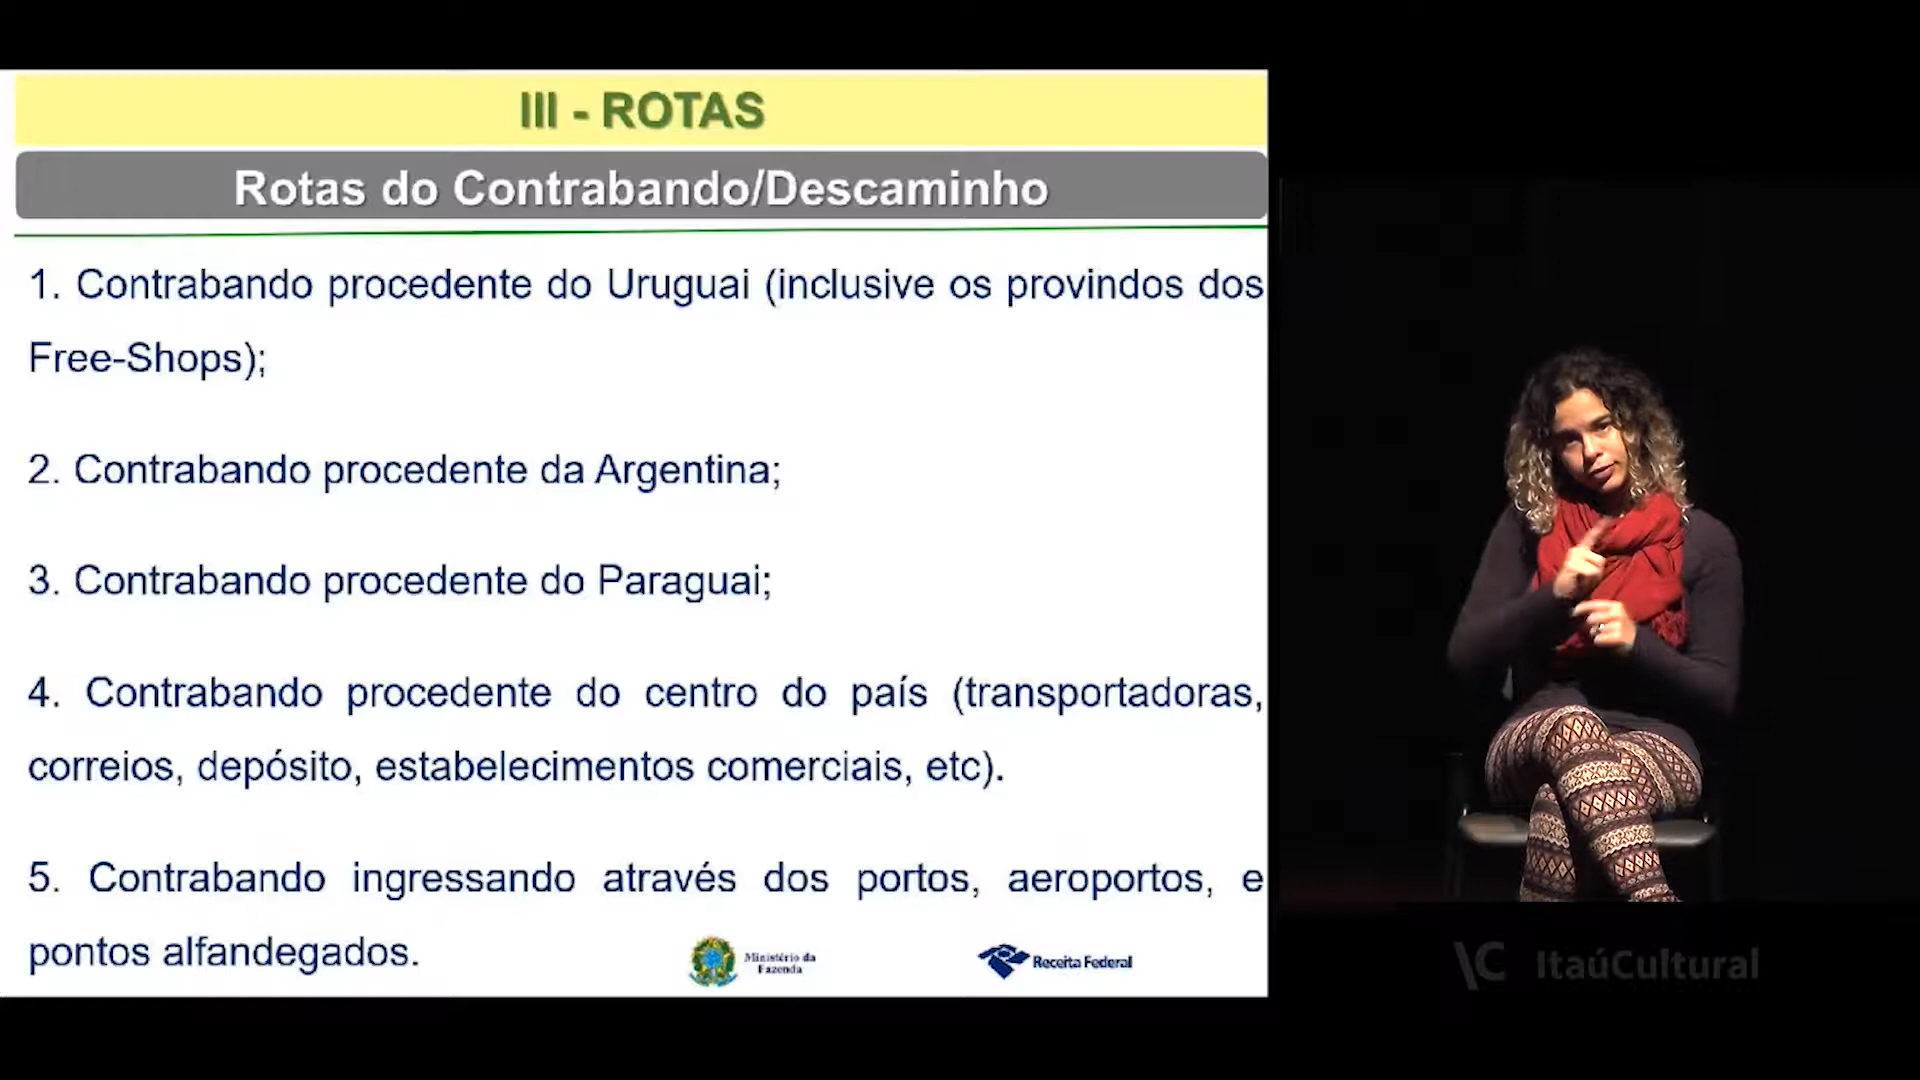 III - ROTAS
Rotas do Contrabando/Descaminho
1. Contrabando procedente do Uruguai (inclusive os provindos dos
Free-Shops);
2. Contrabando procedente da Argentina;
3. Contrabando procedente do Paraguai;
4. Contrabando procedente do centro do país (transportadoras,
correios, depósito, estabelecimentos comerciais, etc).
5. Contrabando ingressando através dos portos, aeroportos, e
pontos alfandegados.
Ministério da
Fazenda
Receita Federal
\C ItaúCultural